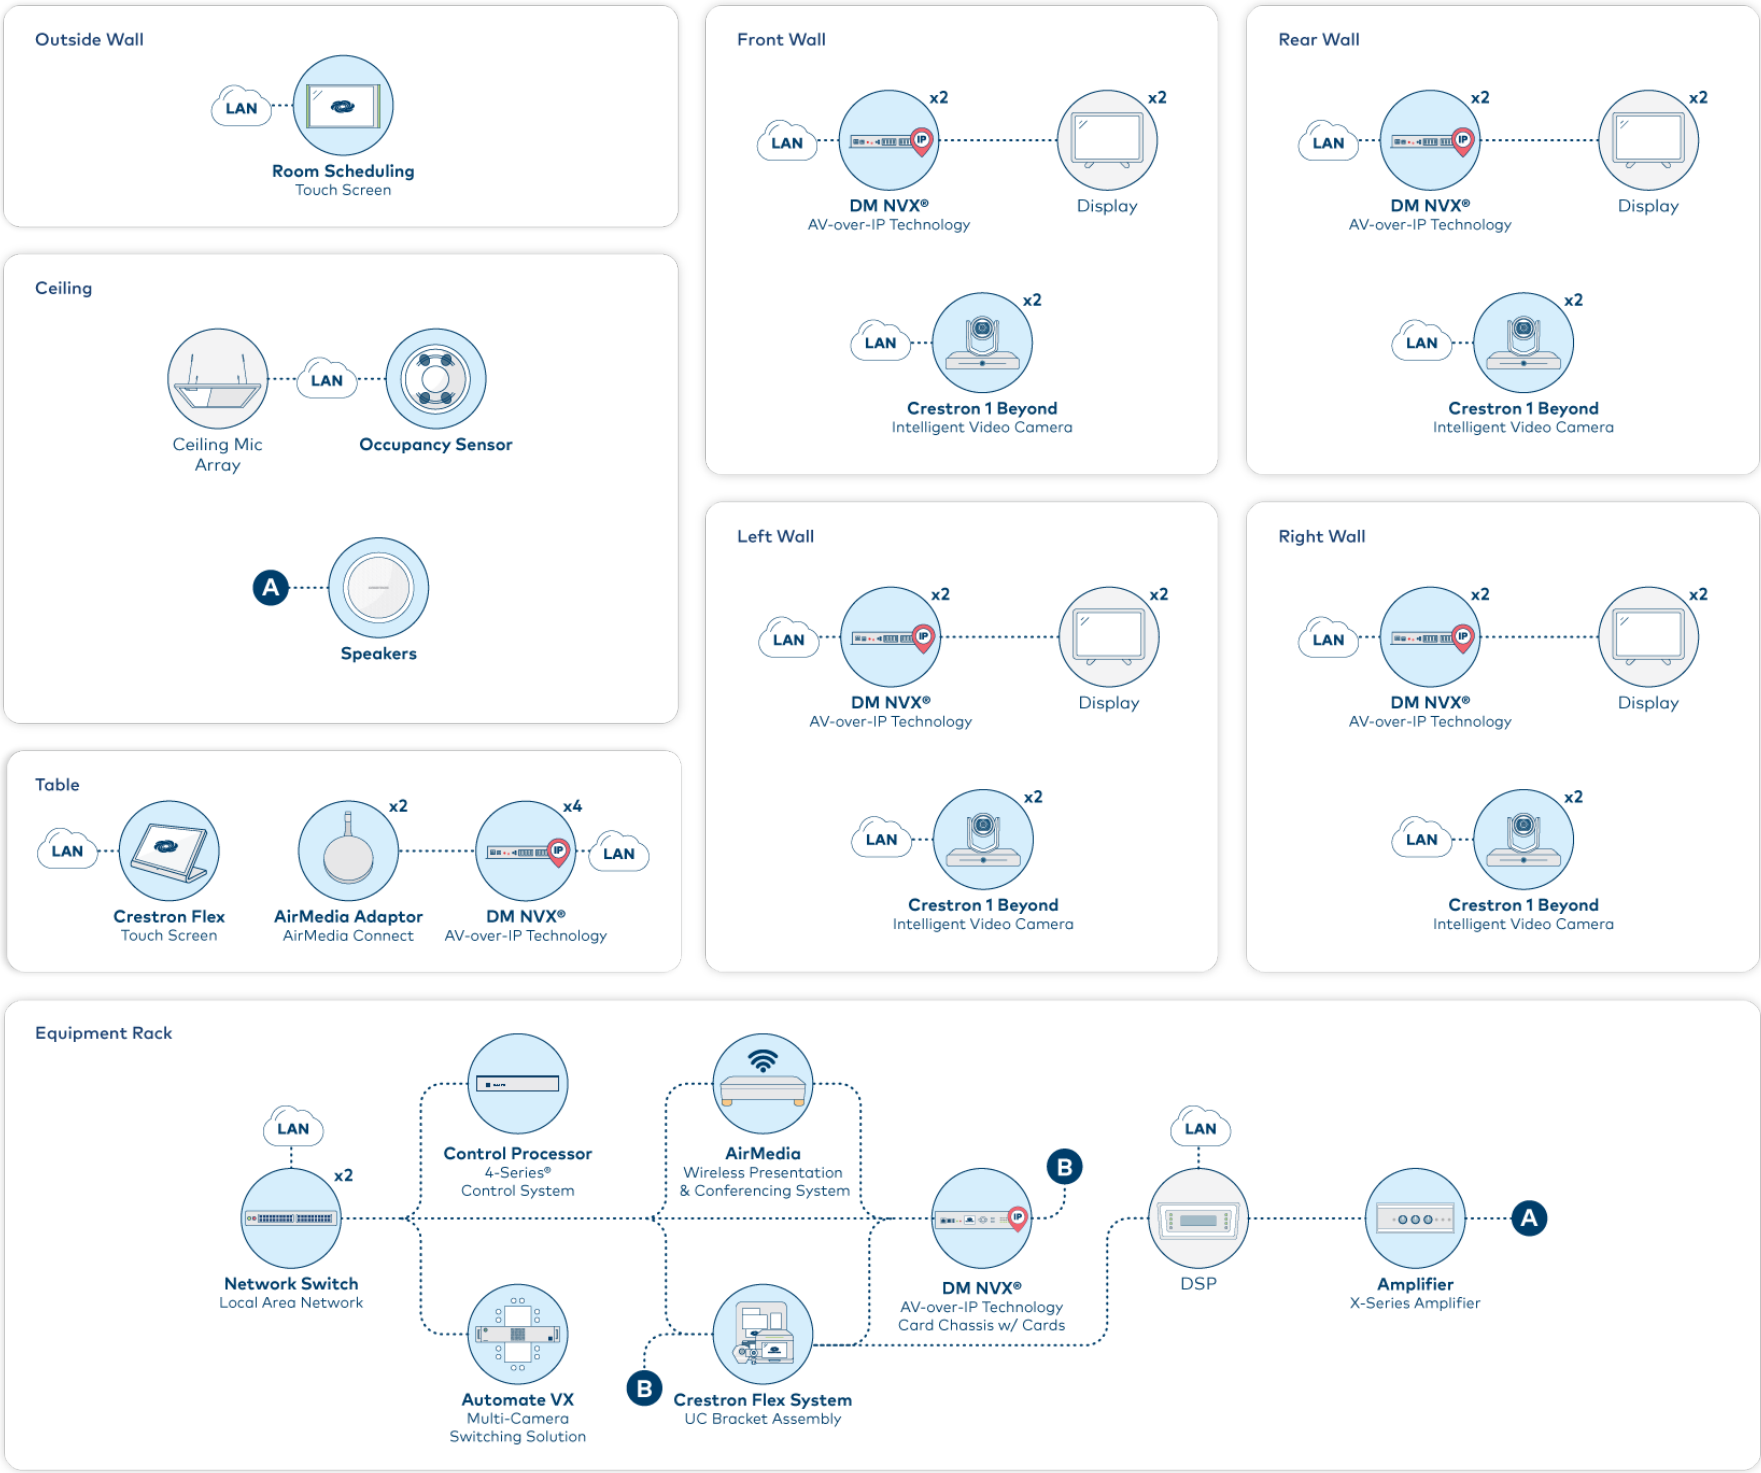 Outside Wall
LAN
Room Scheduling
Touch Screen
Ceiling
LAN
Ceiling Mic
Array
Occupancy Sensor
A
Speakers
Table
LAN
x2
x4
IP
LAN
Crestron Flex
Touch Screen
AirMedia Adaptor
AirMedia Connect
DM NVX®
AV-over-IP Technology
Front Wall
x2
x2
LAN
IP
DM NVX®
AV-over-IP Technology
Display
x2
LAN
Crestron 1 Beyond
Intelligent Video Camera
Rear Wall
x2
x2
LAN
IP
DM NVX®
AV-over-IP Technology
Display
x2
LAN
Crestron 1 Beyond
Intelligent Video Camera
Left Wall
x2
x2
LAN
IP
DM NVX®
AV-over-IP Technology
Display
x2
LAN
Crestron 1 Beyond
Intelligent Video Camera
Right Wall
x2
x2
LAN
IP
DM NVX®
AV-over-IP Technology
Display
x2
LAN
Crestron 1 Beyond
Intelligent Video Camera
Equipment Rack
LAN
x2
Network Switch
Local Area Network
Control Processor
4-Series®
Control System
Automate VX
Multi-Camera
Switching Solution
AirMedia
Wireless Presentation
& Conferencing System
B
Crestron Flex System
UC Bracket Assembly
B
IP
DM NVX®
AV-over-IP Technology
Card Chassis w/ Cards
LAN
DSP
Amplifier
X-Series Amplifier
A